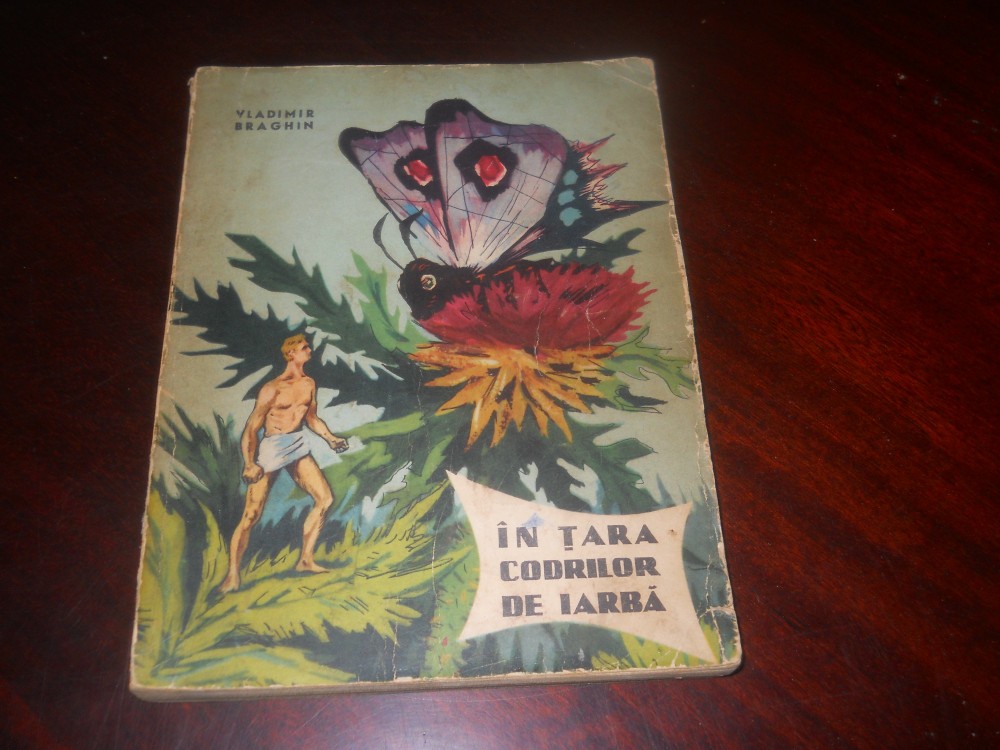 VLADIMIR
BRAGHIN
ÎN ȚARA
CODRILOR
DE IARBĂ